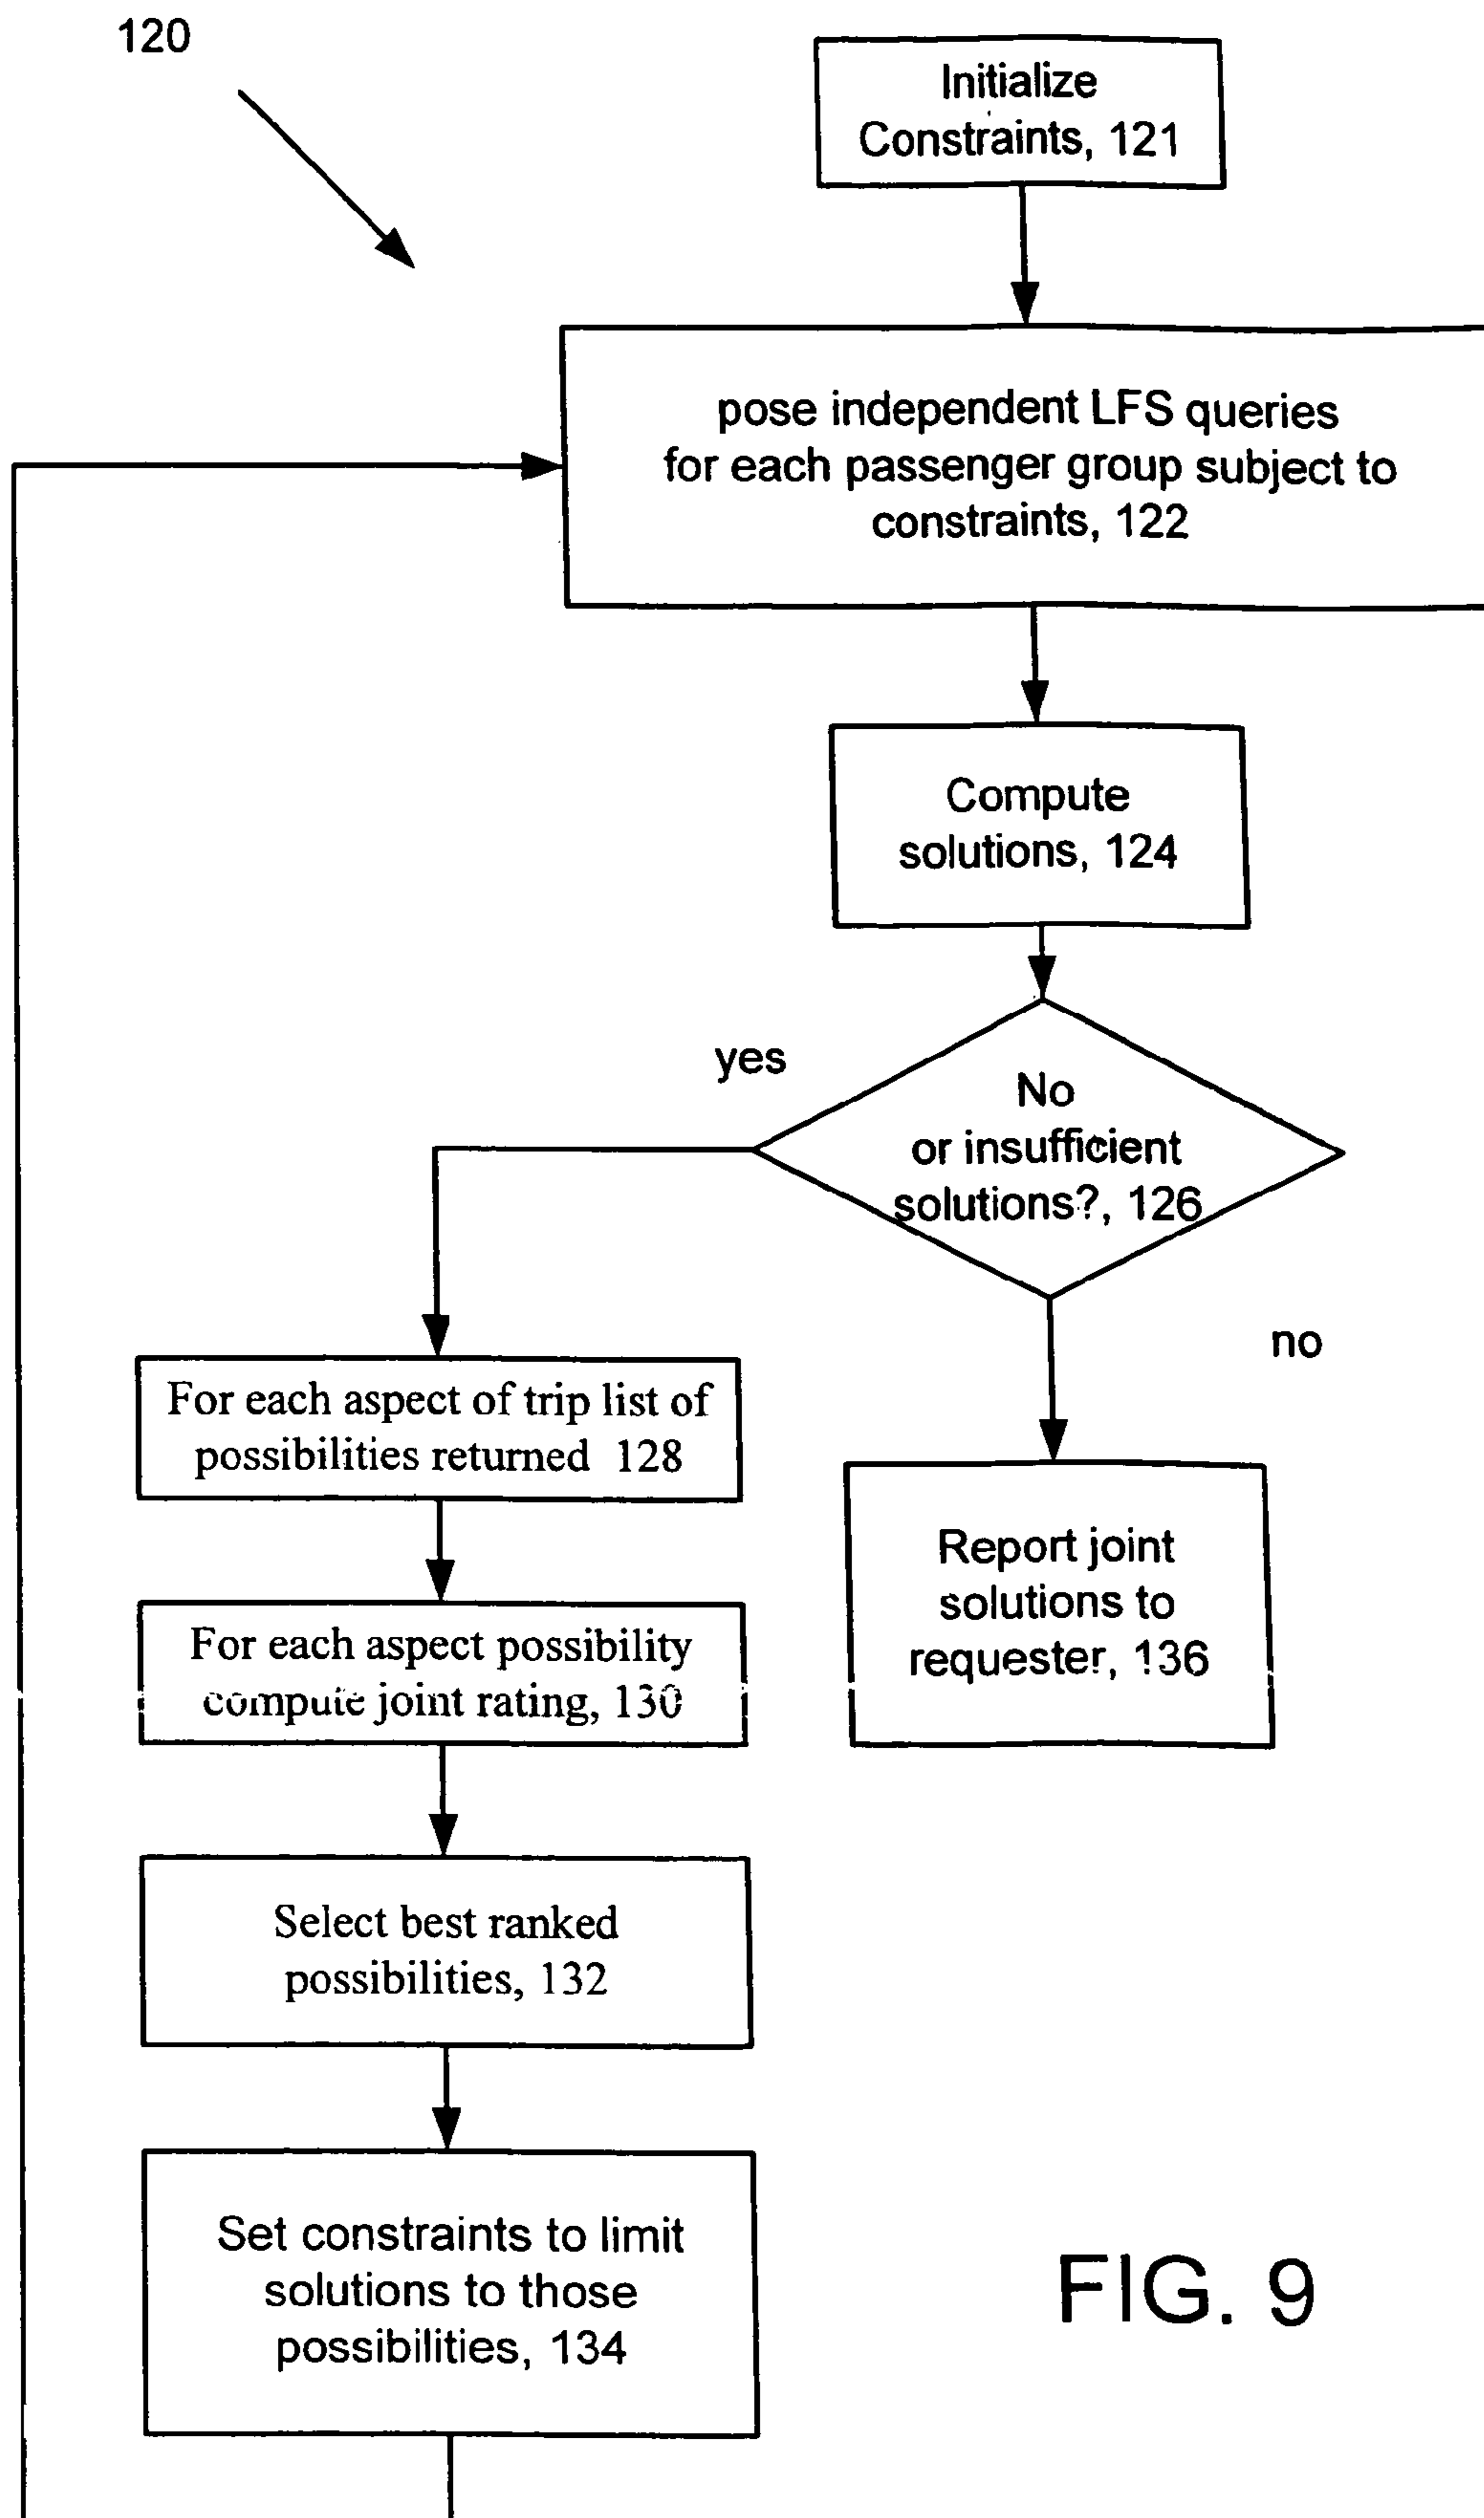 120
Initialize
Constraints, 121
pose independent LFS queries
for each passenger group subject to
constraints, 122
Compute
solutions, 124
yes
No
or insufficient
solutions?, 126
no
For each aspect of trip list of
possibilities returned 128
Report joint
solutions to
requester, 136
For each aspect possibility
compute joint rating, 130
Select best ranked
possibilities, 132
Set constraints to limit
solutions to those
possibilities, 134
FIG. 9